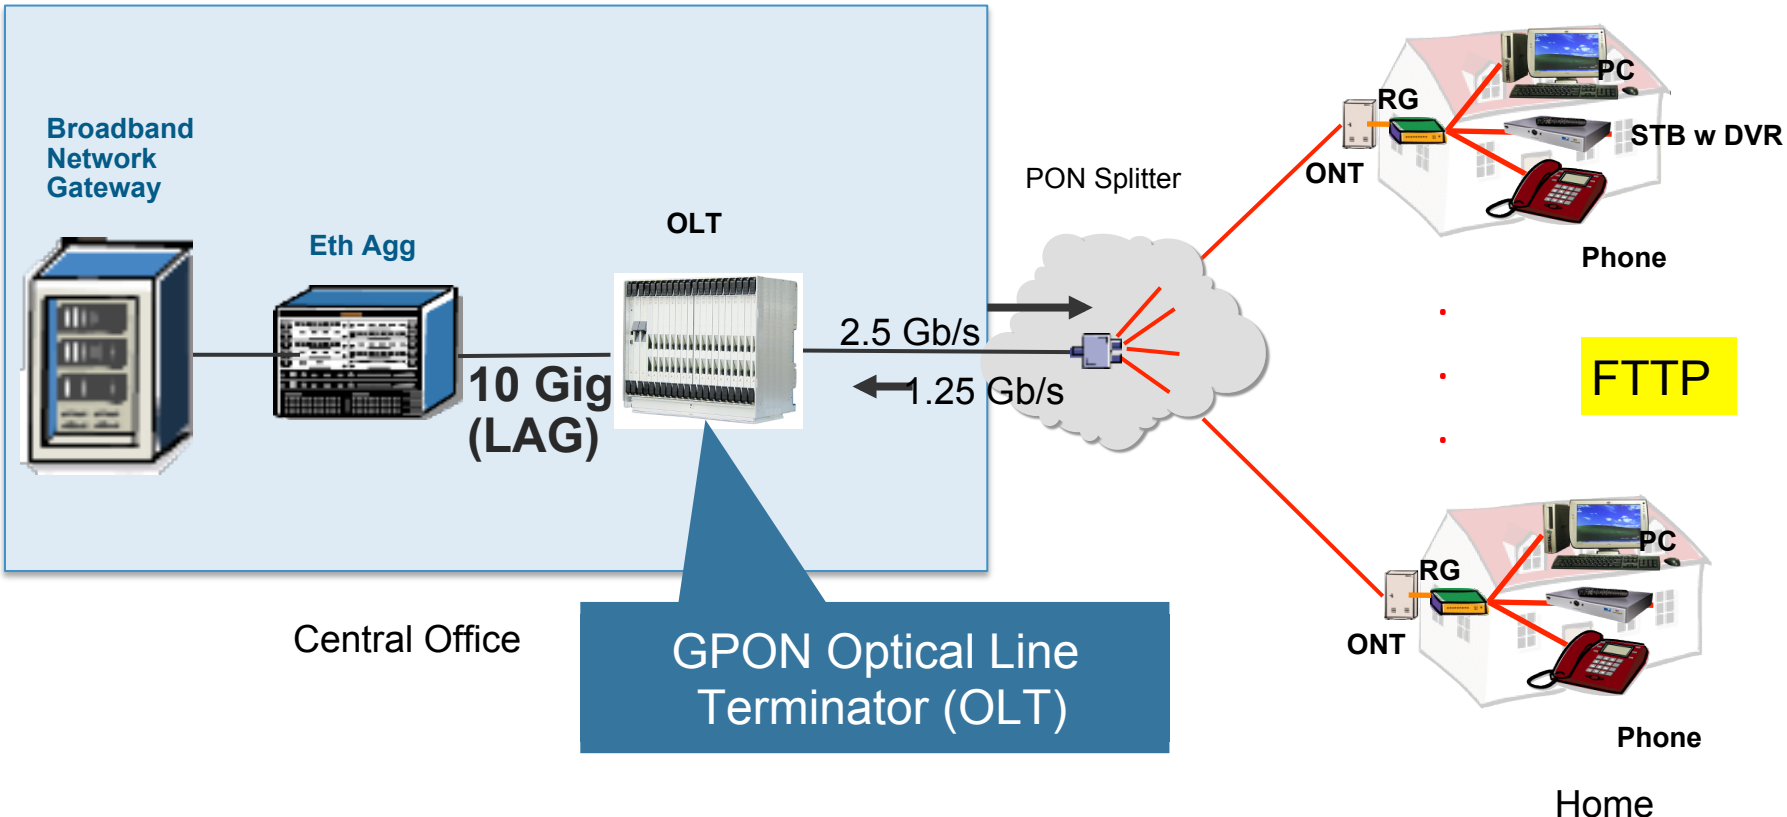 Broadband
Network
Gateway
Eth Agg
OLT
10 Gig
(LAG)
2.5 Gb/s
1.25 Gb/s
PON Splitter
RG
ONT
PC
STB w DVR
Phone
FTTP
RG
ONT
PC
Phone
Central Office
GPON Optical Line
Terminator (OLT)
Home